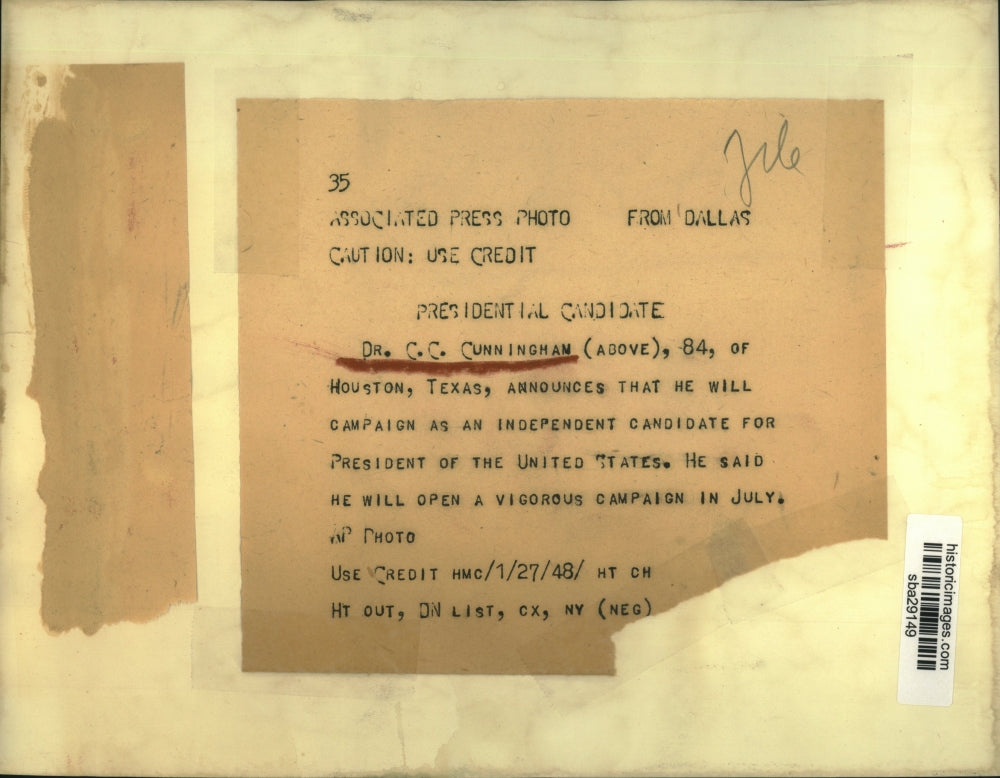 File
35
ASSOCIATED PRESS PHOTO FROM DALLAS
CAUTION: USE CREDIT
PRESIDENTIAL CANDIDATE
DR. C.C. CUNNINGHAM (ABOVE), 84, OF
HOUSTON, TEXAS, ANNOUNCES THAT HE WILL
CAMPAIGN AS AN INDEPENDENT CANDIDATE FOR
PRESIDENT OF THE UNITED STATES. HE SAID
HE WILL OPEN A VIGOROUS CAMPAIGN IN JULY.
AP PHOTO
USE CREDIT HMC/1/27/48/ HT CH
HT OUT, DN LIST, CX, NY (NEG)
historicimages.com
sba29149